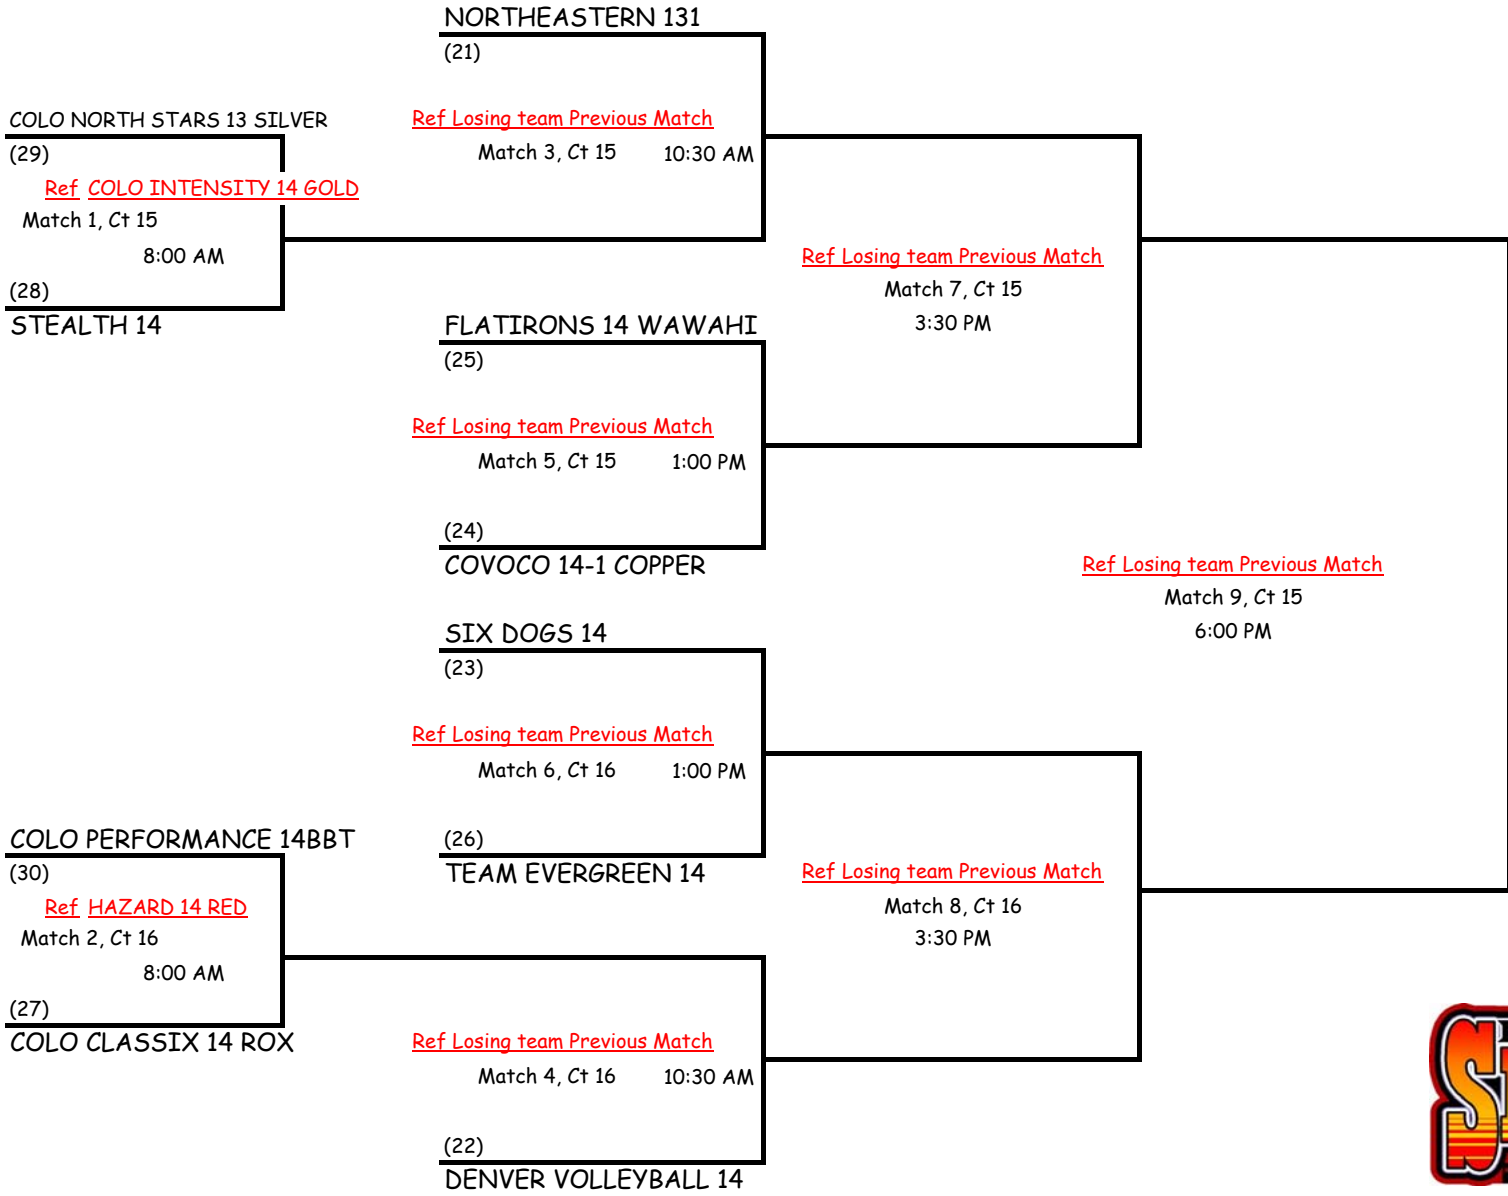 NORTHEASTERN 131
(21)
COLO NORTH STARS 13 SILVER
(29)
Ref Losing team Previous Match
Match 3, Ct 15 10:30 AM
Ref COLO INTENSITY 14 GOLD
Match 1, Ct 15
8:00 AM
(28)
STEALTH 14
Ref Losing team Previous Match
Match 7, Ct 15
3:30 PM
FLATIRONS 14 WAWAHI
(25)
Ref Losing team Previous Match
Match 5, Ct 15 1:00 PM
(24)
COVOCO 14-1 COPPER
Ref Losing team Previous Match
Match 9, Ct 15
6:00 PM
SIX DOGS 14
(23)
Ref Losing team Previous Match
Match 6, Ct 16 1:00 PM
(26)
TEAM EVERGREEN 14
COLO PERFORMANCE 14BBT
(30)
Ref HAZARD 14 RED
Match 2, Ct 16
8:00 AM
(27)
COLO CLASSIX 14 ROX
Ref Losing team Previous Match
Match 8, Ct 16
3:30 PM
Ref Losing team Previous Match
Match 4, Ct 16 10:30 AM
(22)
DENVER VOLLEYBALL 14